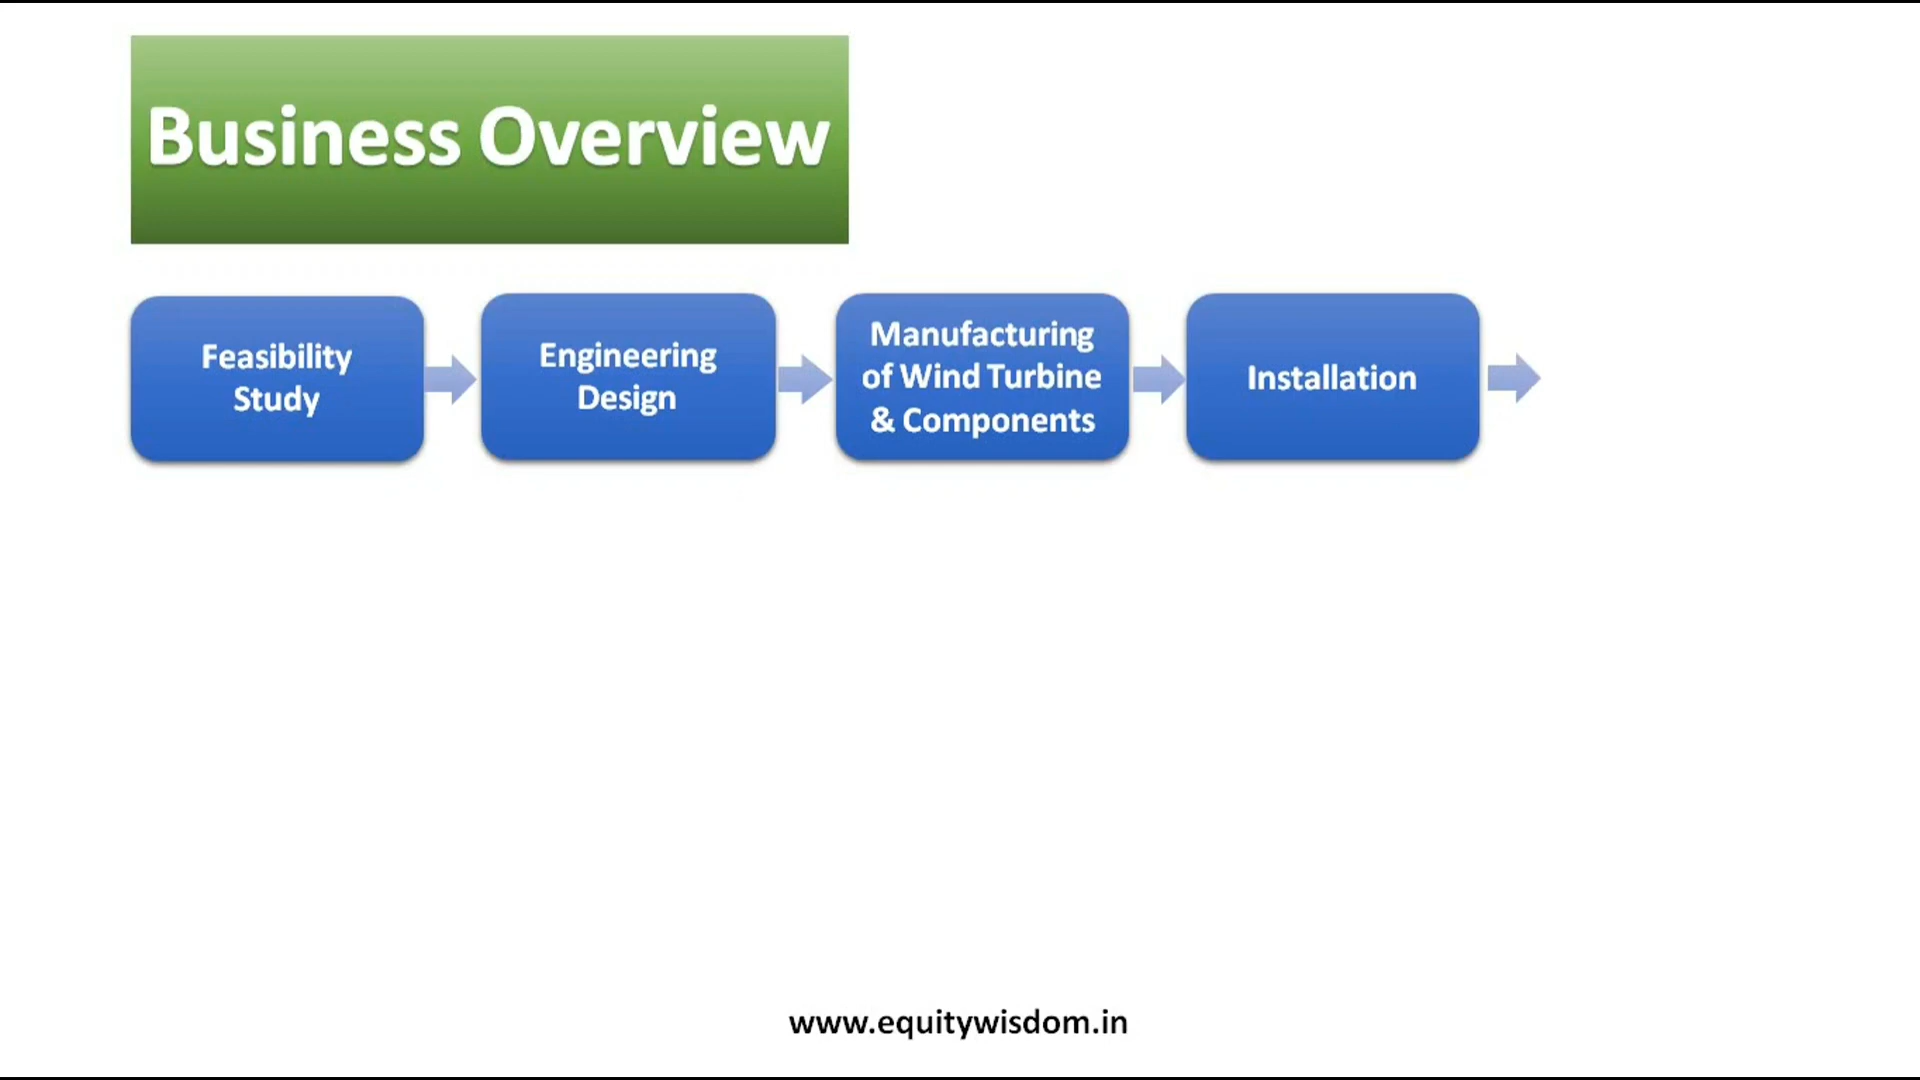 Business Overview
Feasibility
Study
Engineering
Design
Manufacturing
of Wind Turbine
& Components
Installation
www.equitywisdom.in